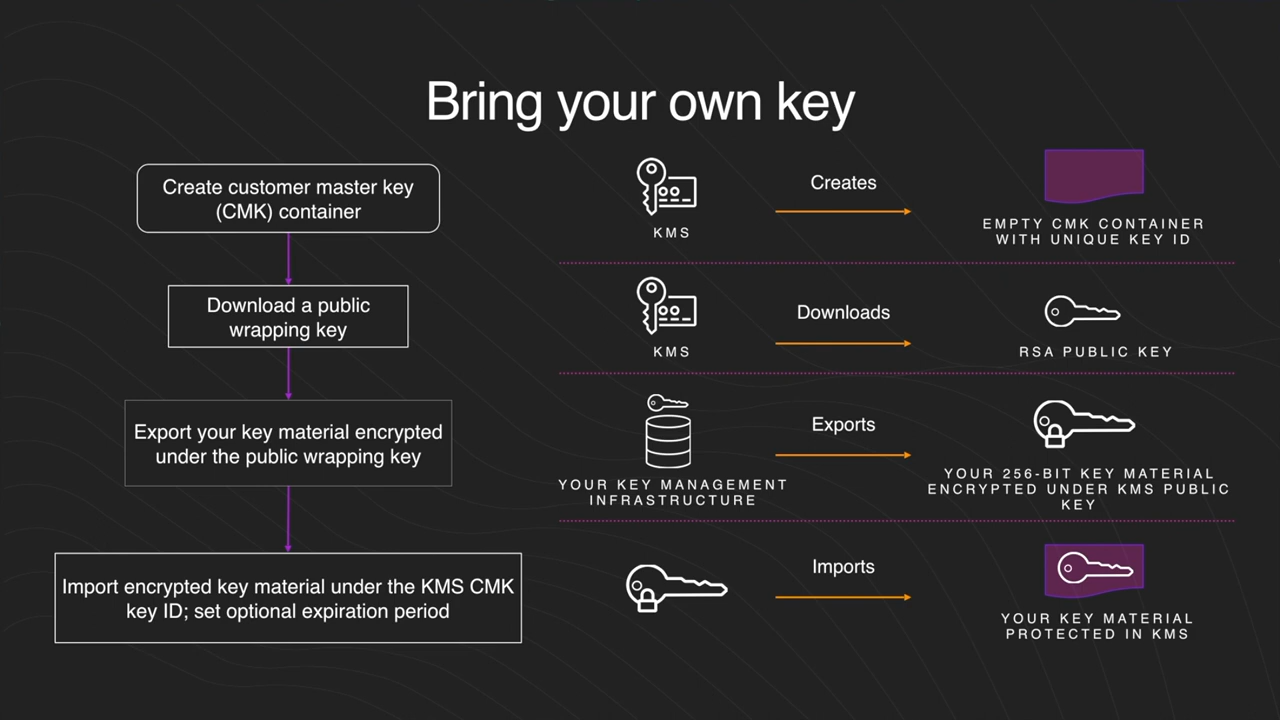 Bring your own key
Create customer master key
(CMK) container
Download a public
wrapping key
Export your key material encrypted
under the public wrapping key
Import encrypted key material under the KMS CMK
key ID; set optional expiration period
KMS
Creates
EMPTY CMK CONTAINER
WITH UNIQUE KEY ID
KMS
Downloads
RSA PUBLIC KEY
YOUR KEY MANAGEMENT
INFRASTRUCTURE
Exports
YOUR 256-BIT KEY MATERIAL
ENCRYPTED UNDER KMS PUBLIC
KEY
Imports
YOUR KEY MATERIAL
PROTECTED IN KMS